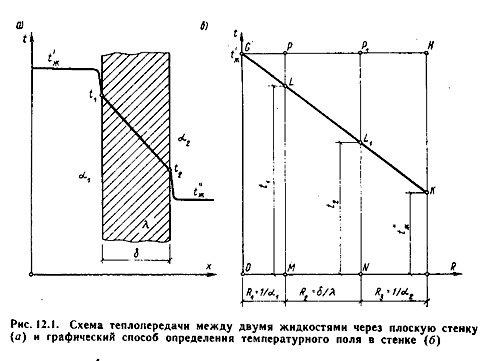 а)
t
t'ж
t₁
α₂
α₁
t₂
t"ж
λ
δ
x
б)
t
t'ж
G
P
P₁
H
L
L₁
K
t₁
t₂
t"ж
O
M
N
R
R₁=1/α₁
R₂=δ/λ
R₃=1/α₂
Рис. 12.1. Схема теплопередачи между двумя жидкостями через плоскую стенку
(а) и графический способ определения температурного поля в стенке (б)